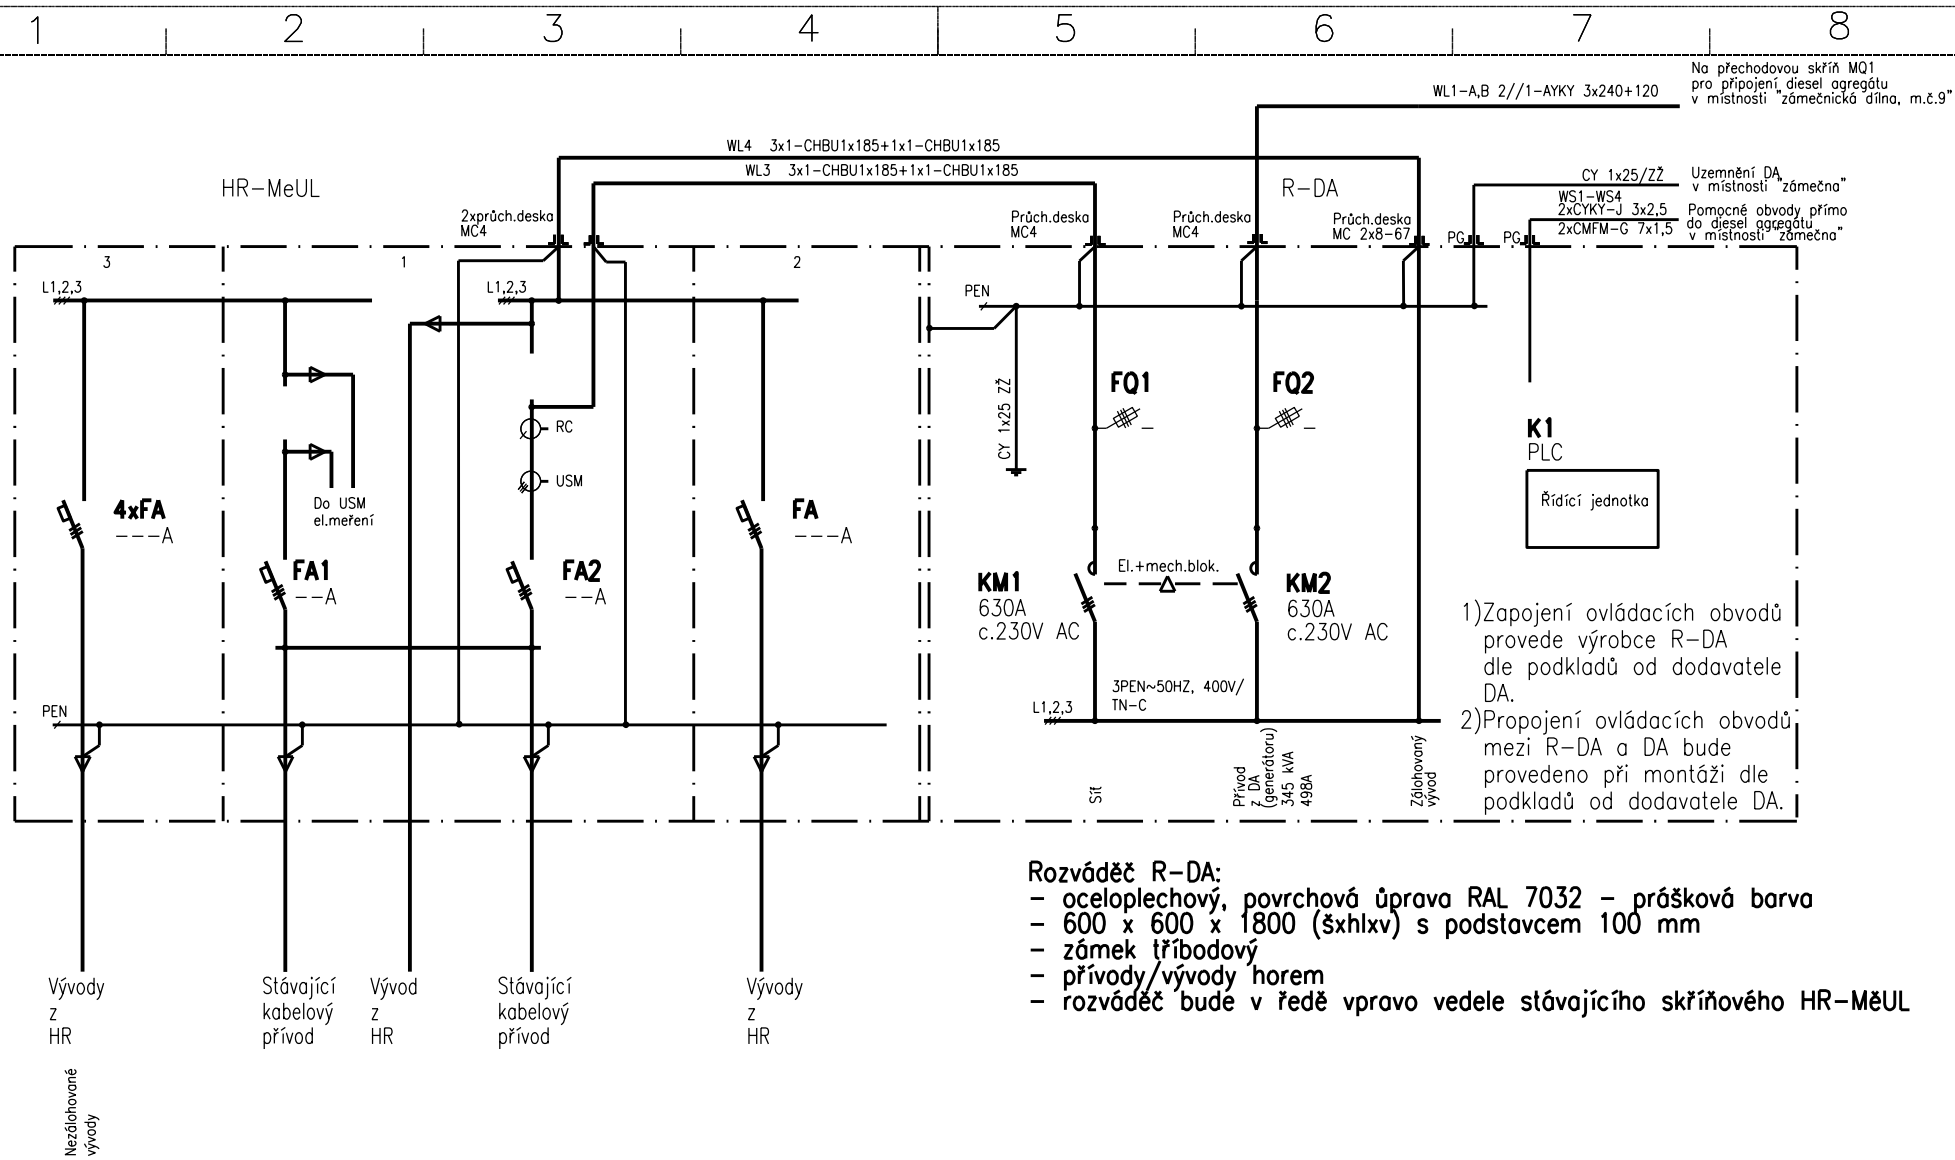 1 2 3 4 5 6 7 8
Na přechodovou skříň MQ1
pro připojení diesel agregátu
v místnosti "zámečnická dílna, m.č.9"
WL1-A,B 2//1-AYKY 3x240+120
WL4 3x1-CHBU1x185+1x1-CHBU1x185
WL3 3x1-CHBU1x185+1x1-CHBU1x185
HR-MeUL
R-DA
CY 1x25/ZŽ
Uzemnění DA
v místnosti "zámečna"
WS1-WS4
2xCYKY-J 3x2,5
2xCMFM-G 7x1,5
Pomocné obvody přímo
do diesel agregátu
v místnosti "zámečna"
2xprůch.deska
MC4
Průch.deska
MC4
Průch.deska
MC4
Průch.deska
MC 2x8-67
PG
PG
3
1
2
L1,2,3
L1,2,3
PEN
CY 1x25 ZŽ
FQ1
FQ2
RC
USM
Do USM
el.meření
K1
PLC
Řídící jednotka
4xFA
---A
FA1
--A
FA2
--A
FA
---A
El.+mech.blok.
KM1
630A
c.230V AC
KM2
630A
c.230V AC
1)Zapojení ovládacích obvodů
provede výrobce R-DA
dle podkladů od dodavatele
DA.
2)Propojení ovládacích obvodů
mezi R-DA a DA bude
provedeno při montáži dle
podkladů od dodavatele DA.
PEN
L1,2,3
3PEN~50HZ, 400V/
TN-C
Síť
Přívod
z DA
(generátoru)
345 kVA
498A
Zálohovaný
vývod
Rozváděč R-DA:
- oceloplechový, povrchová úprava RAL 7032 - prášková barva
- 600 x 600 x 1800 (šxhlxv) s podstavcem 100 mm
- zámek tříbodový
- přívody/vývody horem
- rozváděč bude v ředě vpravo vedele stávajícího skříňového HR-MěUL
Vývody
z
HR
Stávající
kabelový
přívod
Vývod
z
HR
Stávající
kabelový
přívod
Vývody
z
HR
Nezálohované
vývody